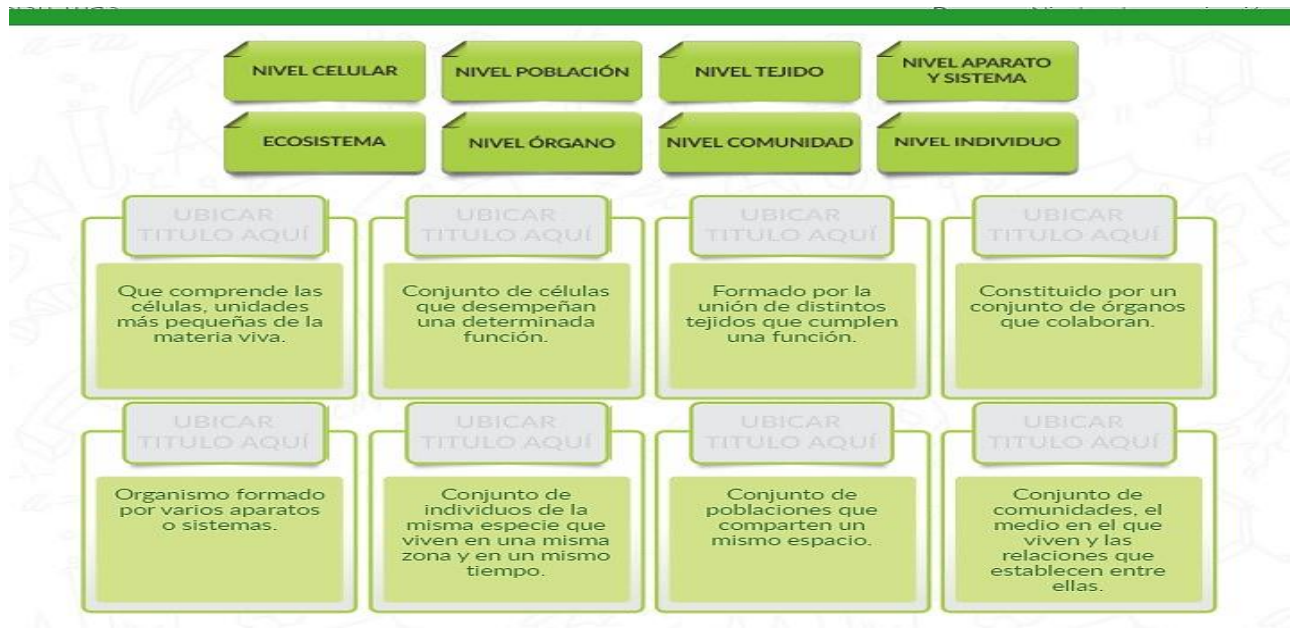 NIVEL CELULAR
NIVEL POBLACIÓN
NIVEL TEJIDO
NIVEL APARATO
Y SISTEMA
ECOSISTEMA
NIVEL ÓRGANO
NIVEL COMUNIDAD
NIVEL INDIVIDUO
UBICAR
TITULO AQUÍ
Que comprende las
células, unidades
más pequeñas de la
materia viva.
UBICAR
TITULO AQUÍ
Conjunto de células
que desempeñan
una determinada
función.
UBICAR
TITULO AQUÍ
Formado por la
unión de distintos
tejidos que cumplen
una función.
UBICAR
TITULO AQUÍ
Constituido por un
conjunto de órganos
que colaboran.
UBICAR
TITULO AQUÍ
Organismo formado
por varios aparatos
o sistemas.
UBICAR
TITULO AQUÍ
Conjunto de
individuos de la
misma especie que
viven en una misma
zona y en un mismo
tiempo.
UBICAR
TITULO AQUÍ
Conjunto de
poblaciones que
comparten un
mismo espacio.
UBICAR
TITULO AQUÍ
Conjunto de
comunidades, el
medio en el que
viven y las
relaciones que
establecen entre
ellas.